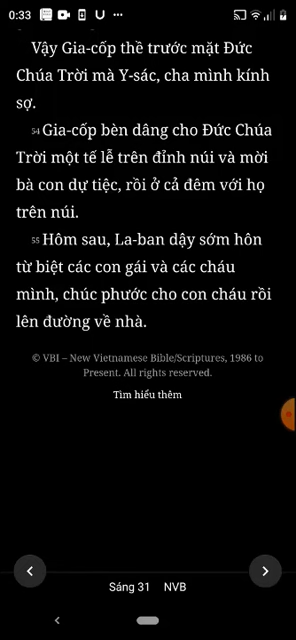 0:33
Vậy Gia-cốp thề trước mặt Đức
Chúa Trời mà Y-sác, cha mình kính
sợ.
54 Gia-cốp bèn dâng cho Đức Chúa
Trời một tế lễ trên đỉnh núi và mời
bà con dự tiệc, rồi ở cả đêm với họ
trên núi.
55 Hôm sau, La-ban dậy sớm hôn
từ biệt các con gái và các cháu
mình, chúc phước cho con cháu rồi
lên đường về nhà.
© VBI – New Vietnamese Bible/Scriptures, 1986 to
Present. All rights reserved.
Tìm hiểu thêm
Sáng 31 NVB